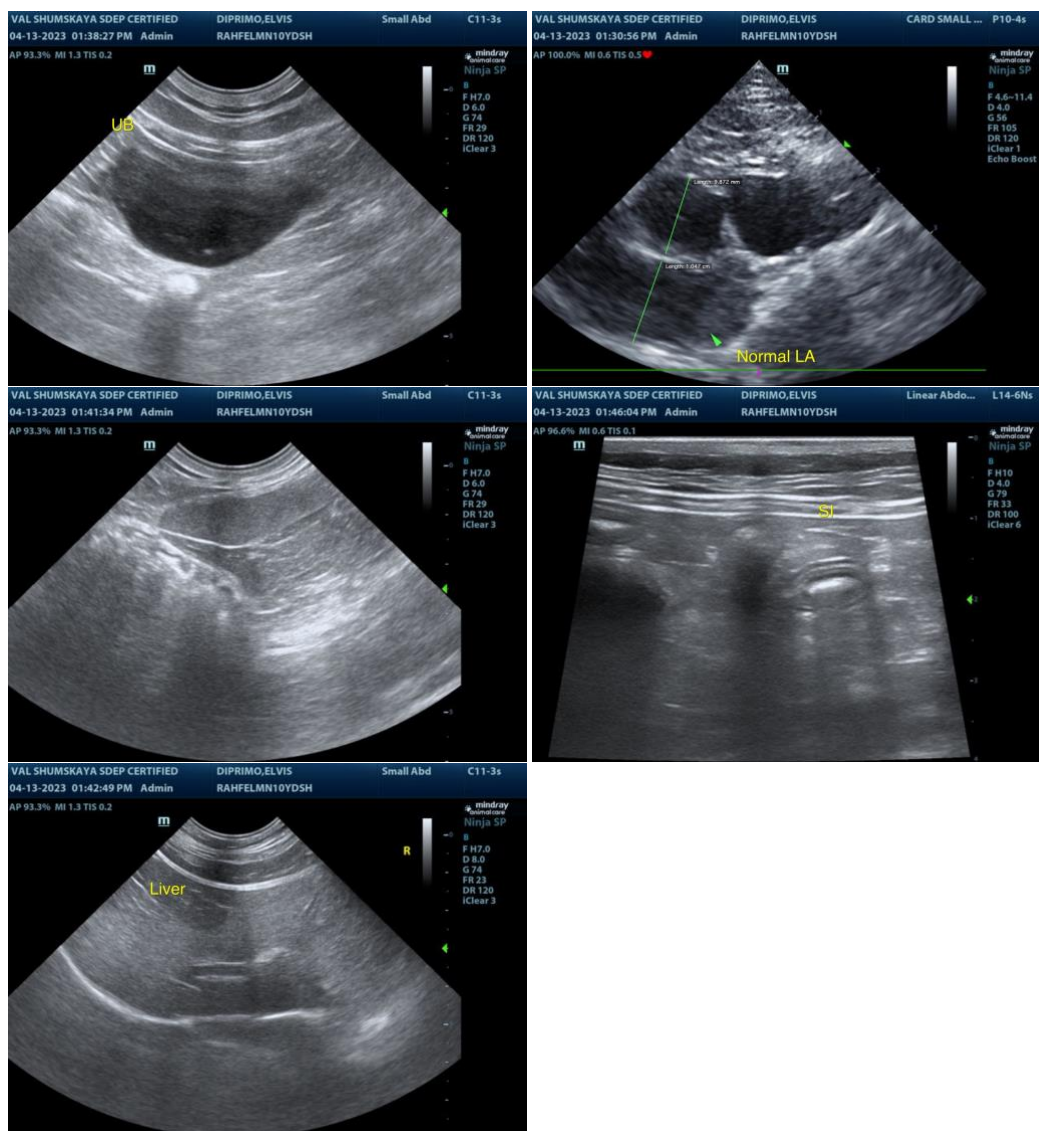 VAL SHUMSKAYA SDEP CERTIFIED DIPRIMO,ELVIS Small Abd C11-3s
04-13-2023 01:38:27 PM Admin RAHFELMN10YDSH
AP 93.3% MI 1.3 TIS 0.2
m
mindray
animal care
Ninja SP
B
F H7.0
D 6.0
G 74
FR 29
DR 120
iClear 3
UB
VAL SHUMSKAYA SDEP CERTIFIED DIPRIMO,ELVIS CARD SMALL ... P10-4s
04-13-2023 01:30:56 PM Admin RAHFELMN10YDSH
AP 100.0% MI 0.6 TIS 0.5
m
mindray
animal care
Ninja SP
B
F 4.6~11.4
D 4.0
G 56
FR 105
DR 120
iClear 1
Echo Boost
Normal LA
VAL SHUMSKAYA SDEP CERTIFIED DIPRIMO,ELVIS Small Abd C11-3s
04-13-2023 01:41:34 PM Admin RAHFELMN10YDSH
AP 93.3% MI 1.3 TIS 0.2
m
mindray
animal care
Ninja SP
B
F H7.0
D 6.0
G 74
FR 29
DR 120
iClear 3
VAL SHUMSKAYA SDEP CERTIFIED DIPRIMO,ELVIS Linear Abdo... L14-6Ns
04-13-2023 01:46:04 PM Admin RAHFELMN10YDSH
AP 96.6% MI 0.6 TIS 0.1
m
mindray
animal care
Ninja SP
B
F H10
D 4.0
G 79
FR 33
DR 100
iClear 6
SI
VAL SHUMSKAYA SDEP CERTIFIED DIPRIMO,ELVIS Small Abd C11-3s
04-13-2023 01:42:49 PM Admin RAHFELMN10YDSH
AP 93.3% MI 1.3 TIS 0.2
m
mindray
animal care
Ninja SP
B
F H7.0
D 8.0
G 74
FR 23
DR 120
iClear 3
R
Liver